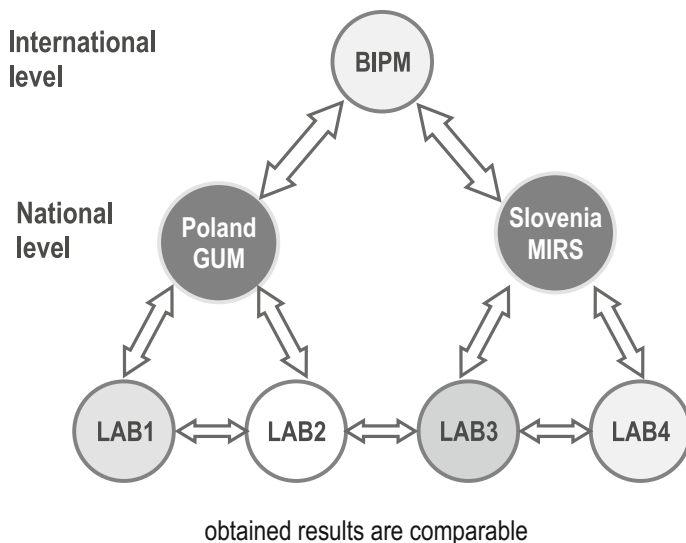 International
level
BIPM
National
level
Poland
GUM
Slovenia
MIRS
LAB1
LAB2
LAB3
LAB4
obtained results are comparable